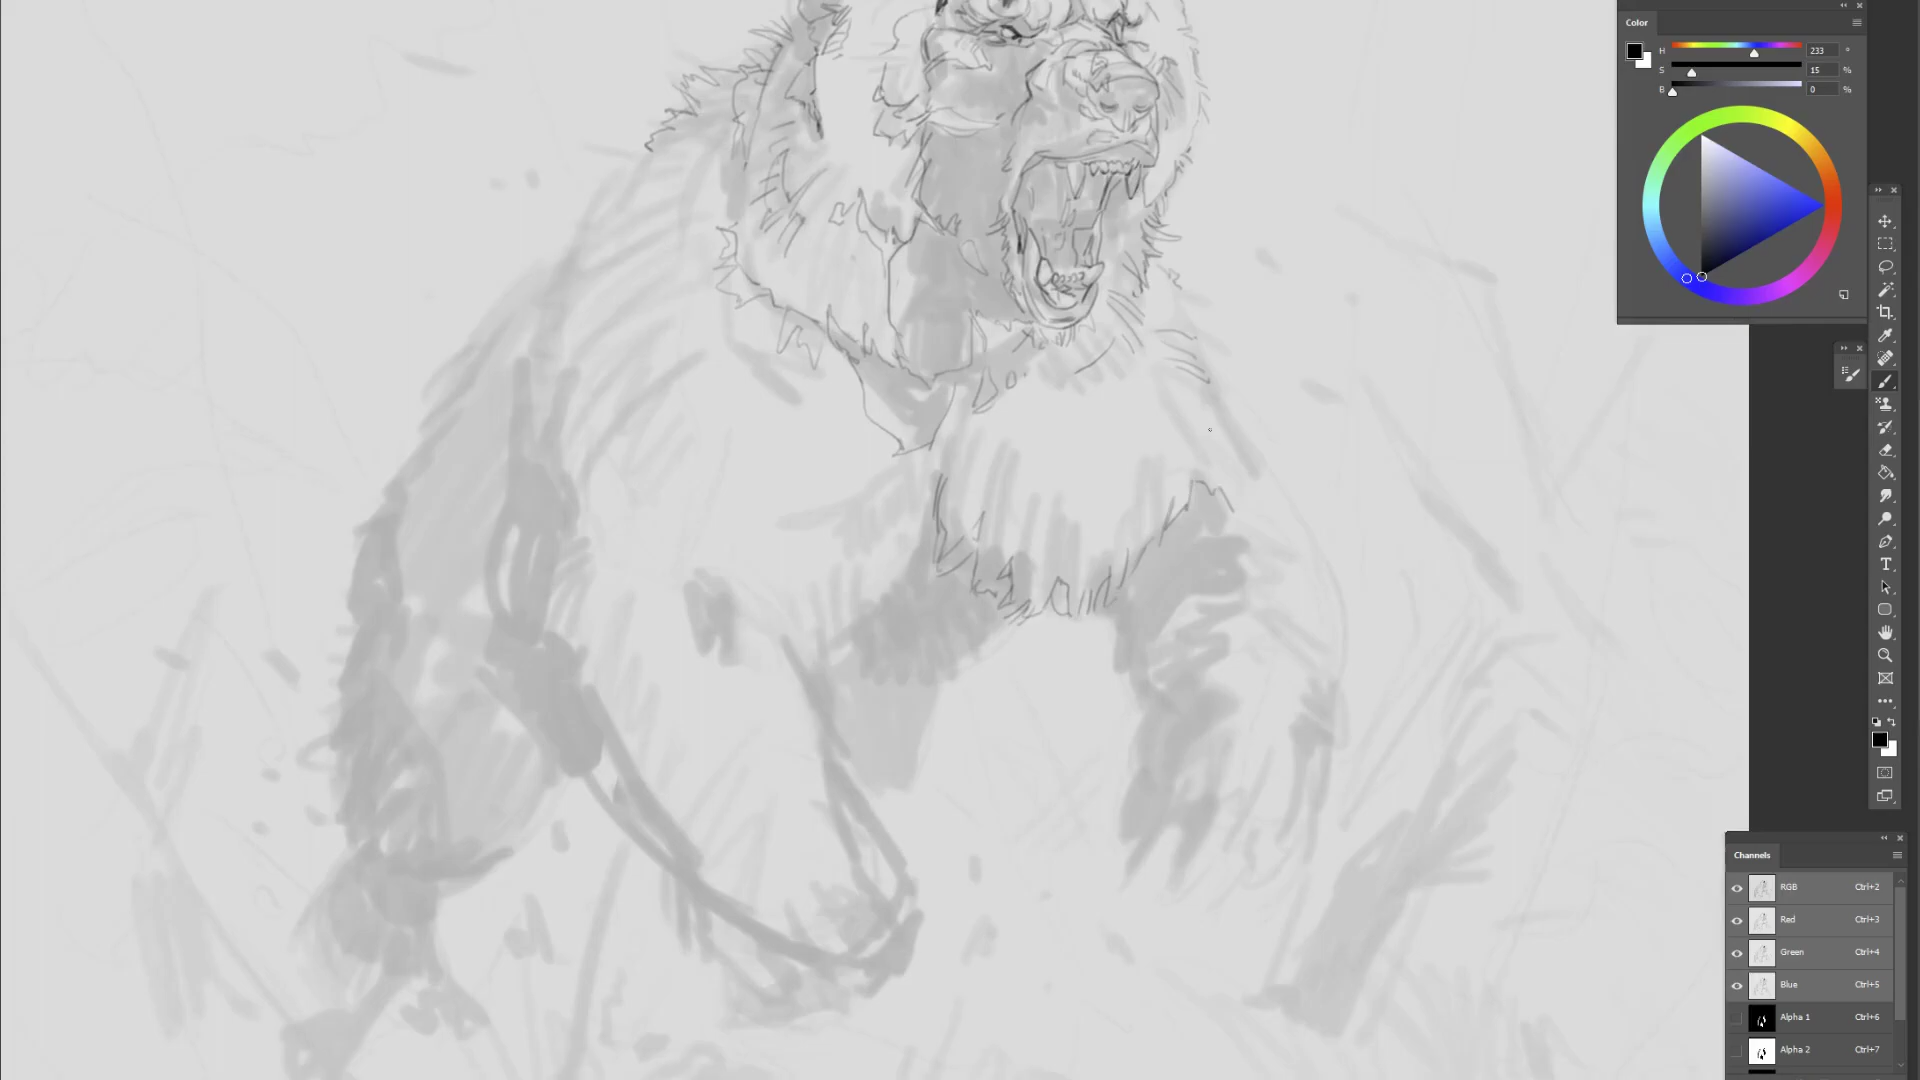 Color
H 233 °
S 15 %
B 0 %
Channels
RGB Ctrl+2
Red Ctrl+3
Green Ctrl+4
Blue Ctrl+5
Alpha 1 Ctrl+6
Alpha 2 Ctrl+7